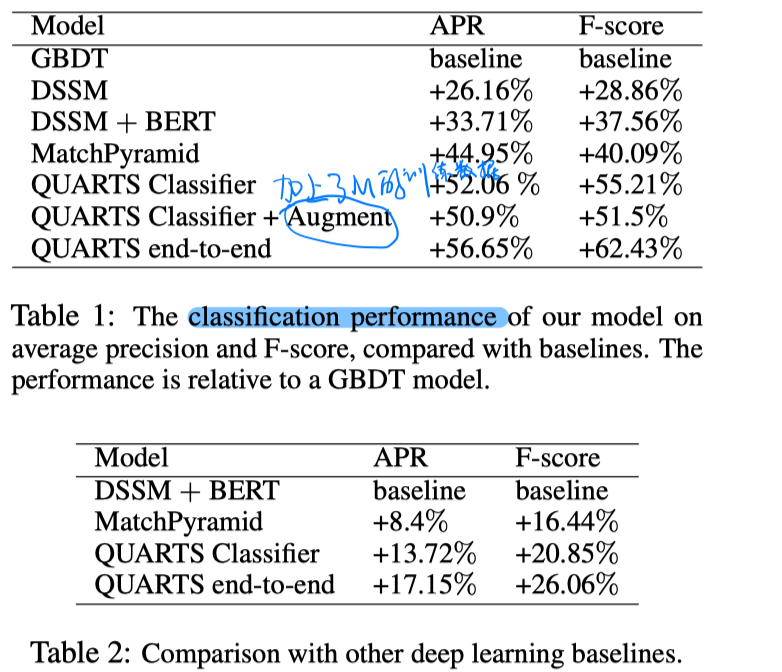 Model APR F-score
GBDT baseline baseline
DSSM +26.16% +28.86%
DSSM + BERT +33.71% +37.56%
MatchPyramid +44.95% +40.09%
QUARTS Classifier 加上了M的训练数据 +52.06 % +55.21%
QUARTS Classifier + Augment +50.9% +51.5%
QUARTS end-to-end +56.65% +62.43%
Table 1: The classification performance of our model on
average precision and F-score, compared with baselines. The
performance is relative to a GBDT model.
Model APR F-score
DSSM + BERT baseline baseline
MatchPyramid +8.4% +16.44%
QUARTS Classifier +13.72% +20.85%
QUARTS end-to-end +17.15% +26.06%
Table 2: Comparison with other deep learning baselines.